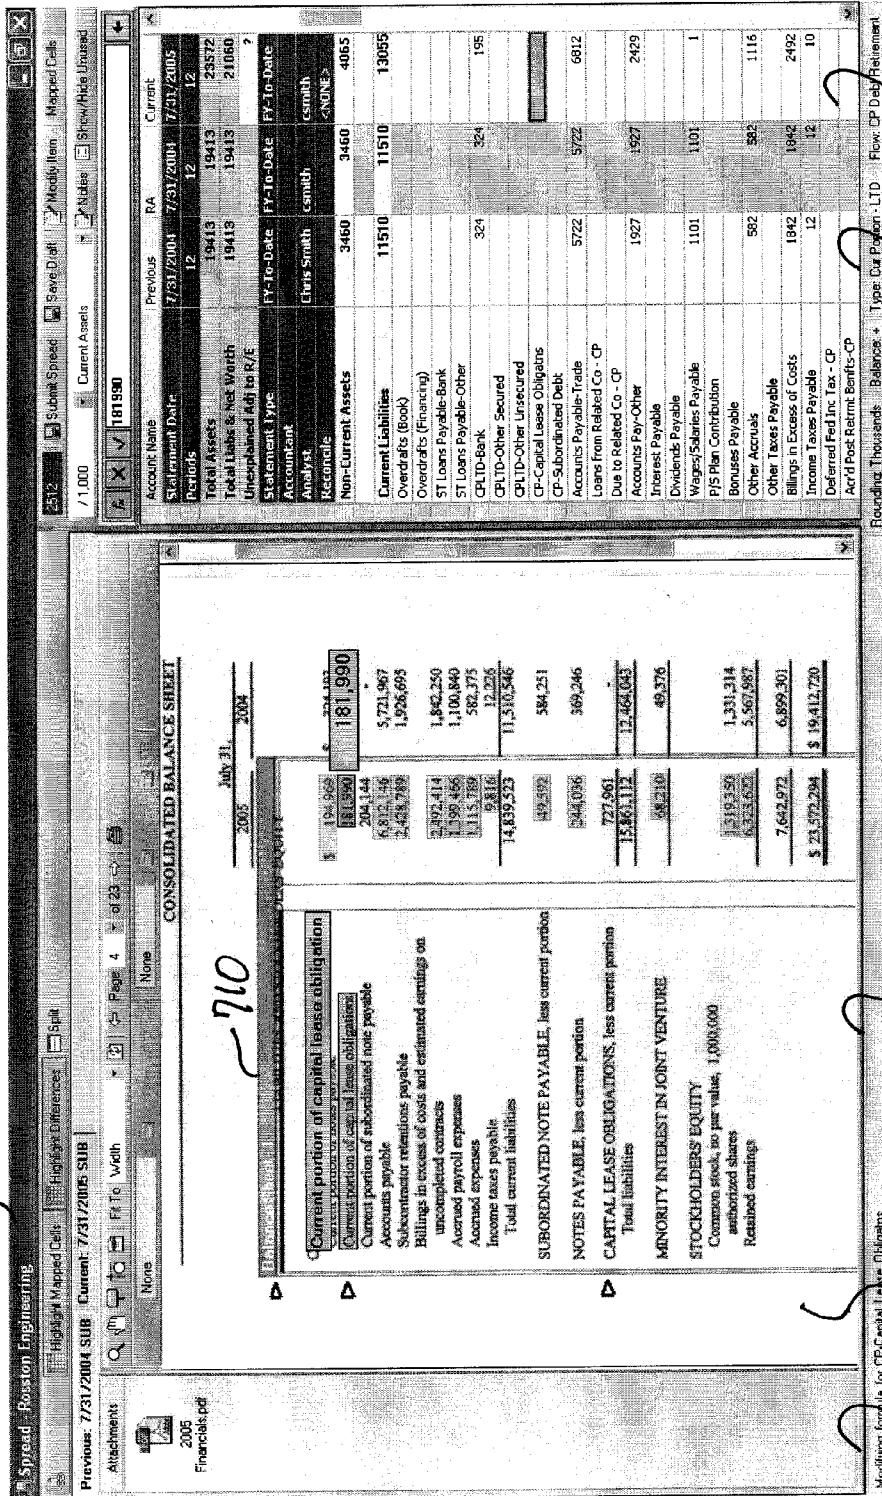 Spread - Rossion Engineering
Highlight Mapped Cells Highlight Differences Split
2512 Submit Spread Save Draft Modify Item Mapped Cells
Previous: 7/31/2004 SUB Current: 7/31/2005 SUB
/ 1,000 Current Assets Notes Show/Hide Unused
Attachments
Fit To Width Page 4 of 23
None None
2005
Financials.pdf
CONSOLIDATED BALANCE SHEET
710
July 31,
2005 2004
Current portion of capital lease obligation
$ 194,969 $
181,990
Current portion of capital lease obligations 181,990 -
Current portion of subordinated note payable 204,144
Accounts payable 6,812,146 5,721,967
Subcontractor retentions payable 2,428,789 1,926,695
Billings in excess of costs and estimated earnings on
uncompleted contracts 2,492,414 1,842,250
Accrued payroll expenses 1,399,466 1,100,840
Accrued expenses 1,115,789 582,375
Income taxes payable 9,816 12,226
Total current liabilities 14,839,523 11,510,546
SUBORDINATED NOTE PAYABLE, less current portion 49,592 584,251
NOTES PAYABLE, less current portion 244,036 369,246
CAPITAL LEASE OBLIGATIONS, less current portion 727,961 -
Total liabilities 15,861,112 12,464,043
MINORITY INTEREST IN JOINT VENTURE 68,210 49,376
STOCKHOLDERS' EQUITY
Common stock, no par value, 1,000,000
authorized shares 1,319,350 1,331,314
Retained earnings 6,323,622 5,567,987
7,642,972 6,899,301
$ 23,572,294 $ 19,412,720
181990
Account Name Previous RA Current
Statement Date 7/31/2004 7/31/2004 7/31/2005
Periods 12 12 12
Total Assets 19413 19413 23572
Total Liabs & Net Worth 19413 19413 21060
Unexplained Adj to R/E ?
Statement Type FY-To-Date FY-To-Date FY-To-Date
Accountant
Analyst Chris Smith csmith csmith
Reconcile <NONE>
Non-Current Assets 3460 3460 4065
Current Liabilities 11510 11510 13055
Overdrafts (Book)
Overdrafts (Financing)
ST Loans Payable-Bank
ST Loans Payable-Other
CPLTD-Bank 324 324 195
CPLTD-Other Secured
CPLTD-Other Unsecured
CP-Capital Lease Obligatns
CP-Subordinated Debt
Accounts Payable-Trade 5722 5722 6812
Loans from Related Co - CP
Due to Related Co - CP
Accounts Pay-Other 1927 1927 2429
Interest Payable
Dividends Payable
Wages/Salaries Payable 1101 1101 1
P/S Plan Contribution
Bonuses Payable
Other Accruals 582 582 1116
Other Taxes Payable
Billings in Excess of Costs 1842 1842 2492
Income Taxes Payable 12 12 10
Deferred Fed Inc. Tax - CP
Acr'd Post Retrmt Benfits-CP
Modifying formula for CP-Capital Lease Obligatns Rounding: Thousands Balance: + Type: Cur Portion - LTD Flow: CP Debt Retirement